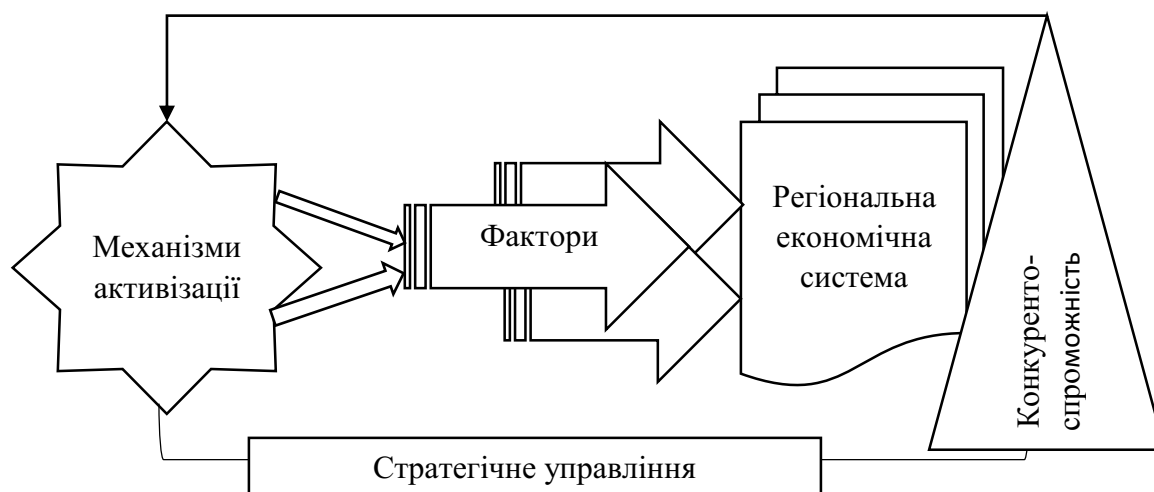 Механізми
активізації
Фактори
Регіональна
економічна
система
Конкуренто-
спроможність
Стратегічне управління